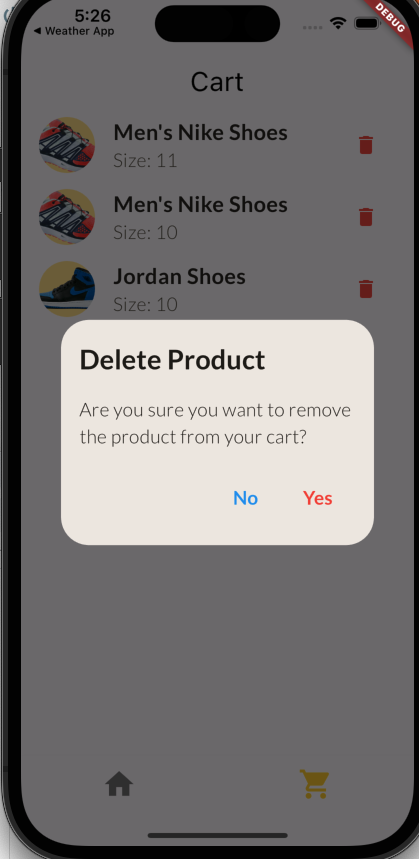 5:26
◀ Weather App
DEBUG
Cart
Men's Nike Shoes
Size: 11
Men's Nike Shoes
Size: 10
Jordan Shoes
Size: 10
Delete Product
Are you sure you want to remove
the product from your cart?
No Yes